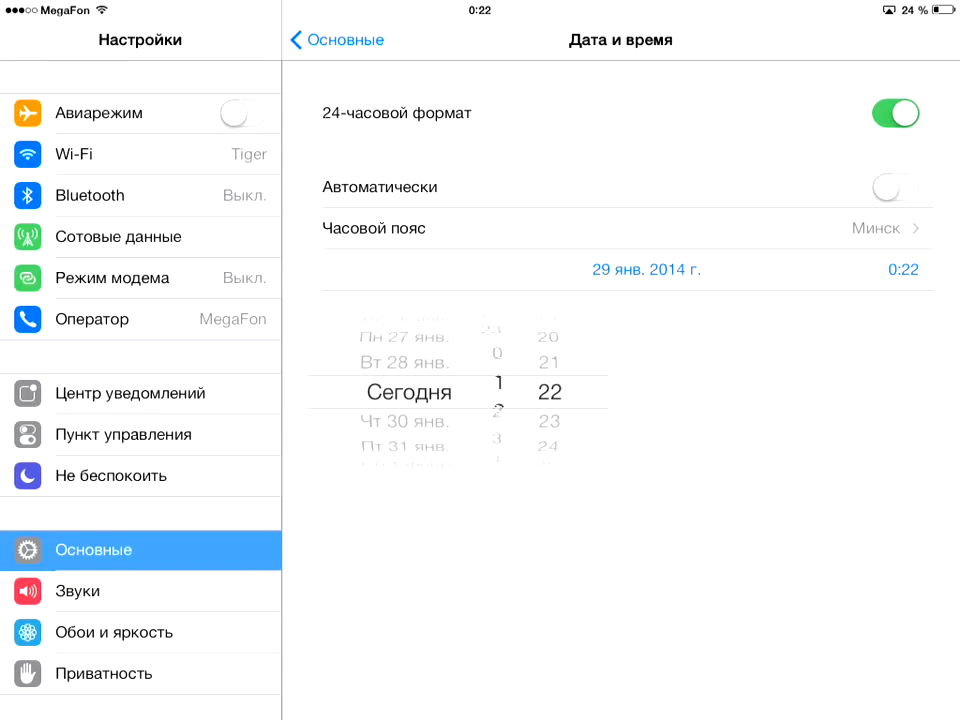 MegaFon
0:22
24 %
Настройки
Основные
Дата и время
Авиарежим
Wi-Fi
Tiger
Bluetooth
Выкл.
Сотовые данные
Режим модема
Выкл.
Оператор
MegaFon
Центр уведомлений
Пункт управления
Не беспокоить
Основные
Звуки
Обои и яркость
Приватность
24-часовой формат
Автоматически
Часовой пояс
Минск
29 янв. 2014 г.
0:22
Пн 27 янв. 23 20
Вт 28 янв. 0 21
Сегодня 1 22
Чт 30 янв. 2 23
Пт 31 янв. 3 24